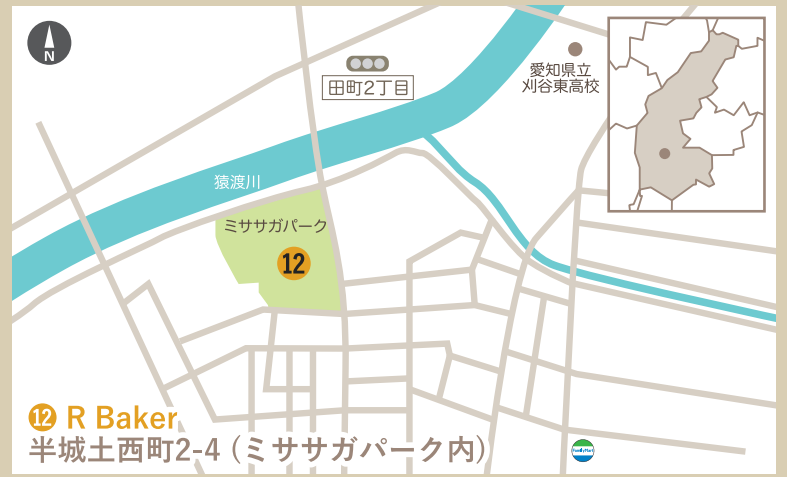 N
田町2丁目
愛知県立
刈谷東高校
猿渡川
ミササガパーク
12
12 R Baker
半城土西町2-4 (ミササガパーク内)
FamilyMart